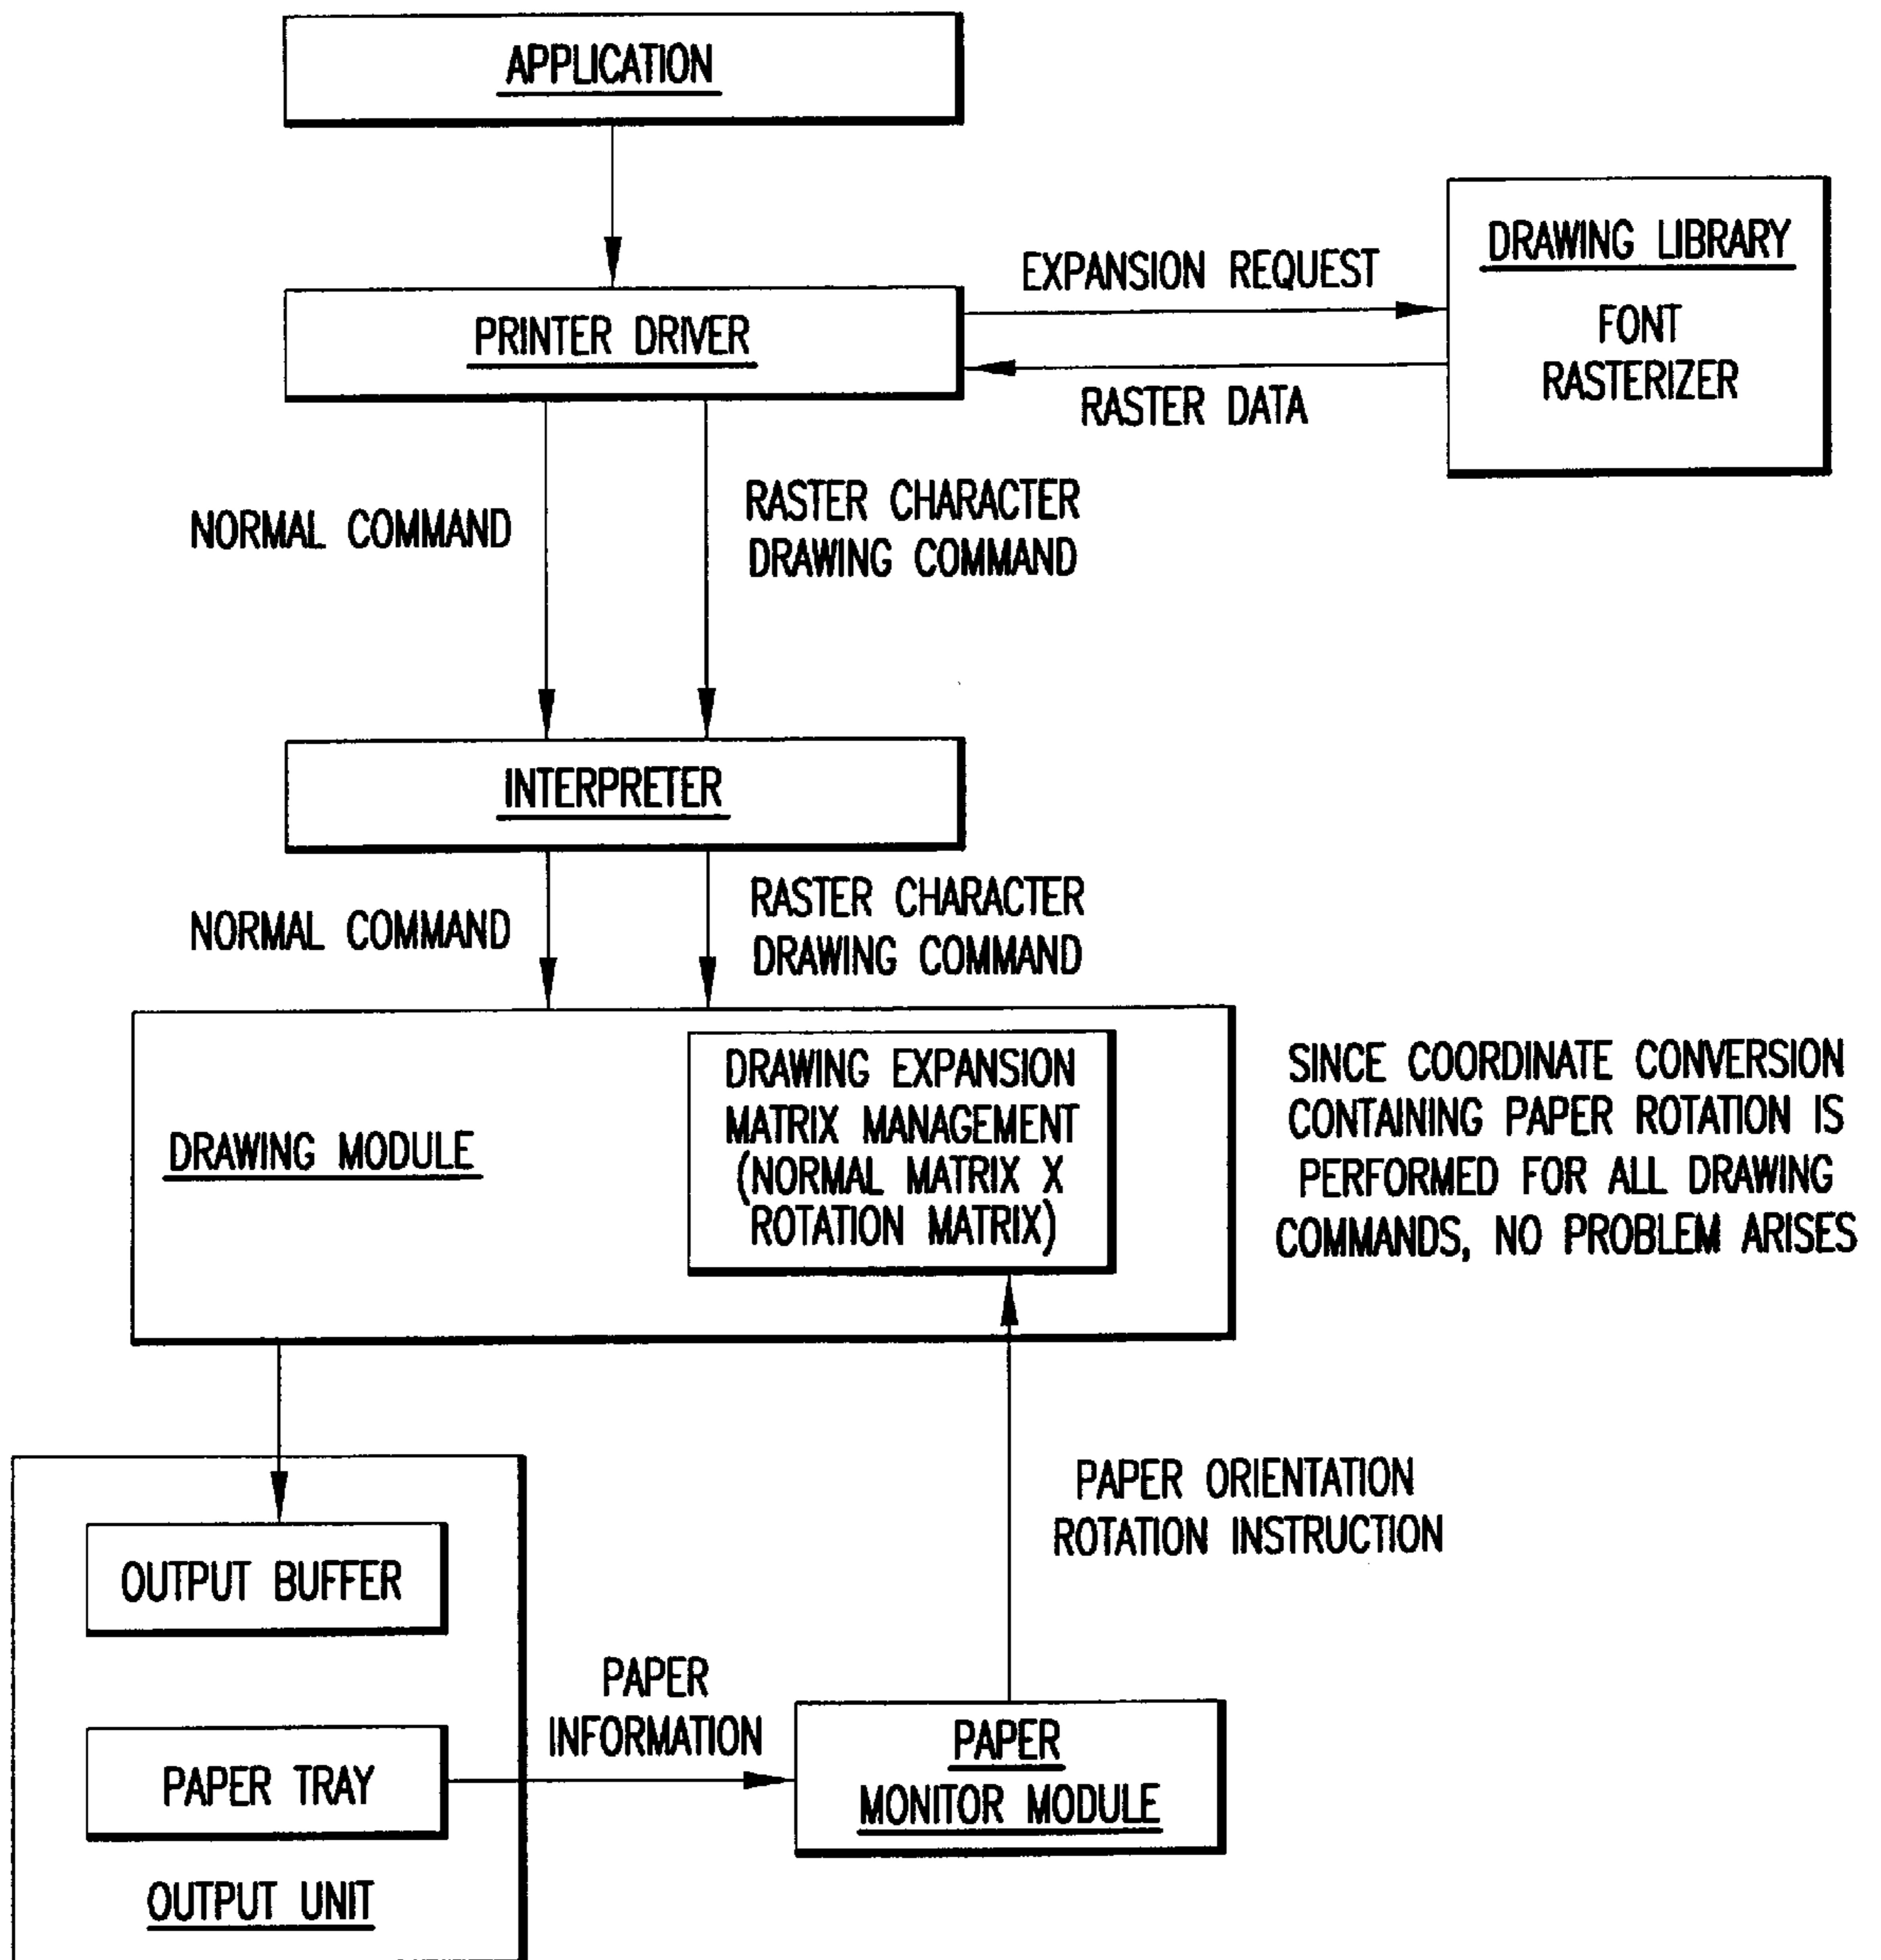 APPLICATION
PRINTER DRIVER
EXPANSION REQUEST
RASTER DATA
DRAWING LIBRARY
FONT
RASTERIZER
NORMAL COMMAND
RASTER CHARACTER
DRAWING COMMAND
INTERPRETER
NORMAL COMMAND
RASTER CHARACTER
DRAWING COMMAND
DRAWING MODULE
DRAWING EXPANSION
MATRIX MANAGEMENT
(NORMAL MATRIX X
ROTATION MATRIX)
SINCE COORDINATE CONVERSION
CONTAINING PAPER ROTATION IS
PERFORMED FOR ALL DRAWING
COMMANDS, NO PROBLEM ARISES
PAPER ORIENTATION
ROTATION INSTRUCTION
OUTPUT BUFFER
PAPER TRAY
OUTPUT UNIT
PAPER
INFORMATION
PAPER
MONITOR MODULE